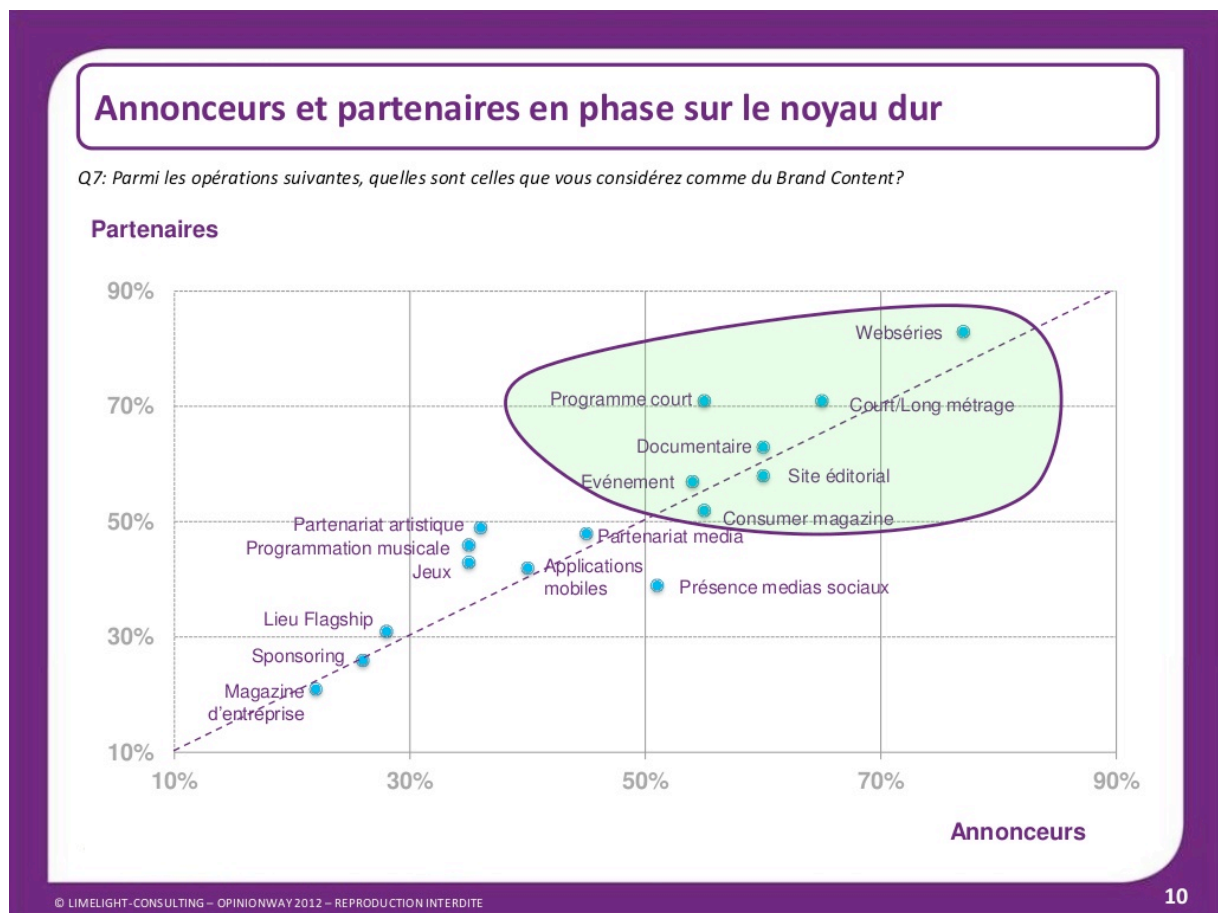 Annonceurs et partenaires en phase sur le noyau dur
Q7: Parmi les opérations suivantes, quelles sont celles que vous considérez comme du Brand Content?
Partenaires
90%
Webséries
Programme court
70%
Court/Long métrage
Documentaire
Site éditorial
Evénement
Consumer magazine
50%
Partenariat artistique
Partenariat media
Programmation musicale
Jeux
Applications
mobiles
Présence medias sociaux
Lieu Flagship
30%
Sponsoring
Magazine
d'entreprise
10%
10%
30%
50%
70%
90%
Annonceurs
© LIMELIGHT-CONSULTING – OPINIONWAY 2012 – REPRODUCTION INTERDITE
10